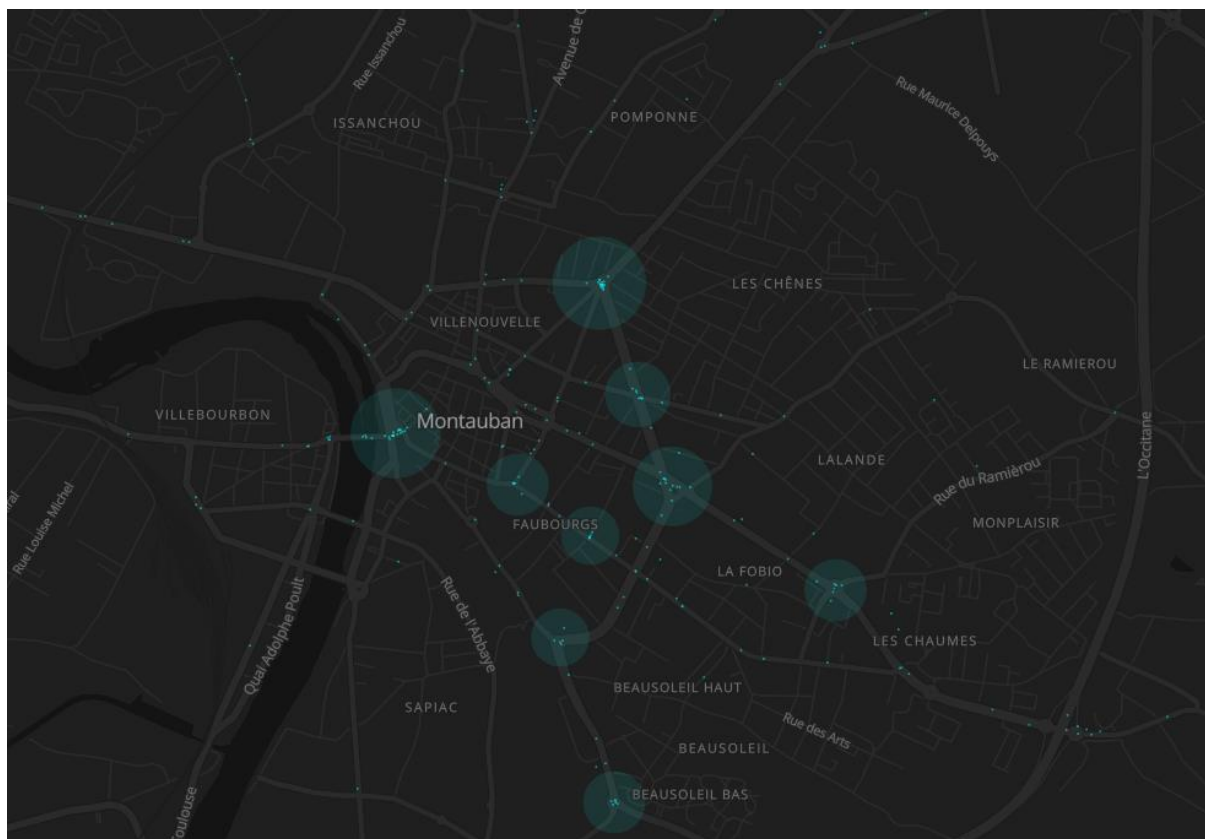 Rue Issanchou
Avenue de C
ISSANCHOU
POMPONNE
Rue Maurice Delpouys
LES CHÊNES
VILLENOUVELLE
LE RAMIEROU
VILLEBOURBON
Montauban
L'Occitane
LALANDE
Rue du Ramièrou
ral
Rue Louise Michel
FAUBOURGS
MONPLAISIR
LA FOBIO
Quai Adolphe Poult
Rue de l'Abbaye
LES CHAUMES
BEAUSOLEIL HAUT
SAPIAC
Rue des Arts
BEAUSOLEIL
BEAUSOLEIL BAS
Toulouse